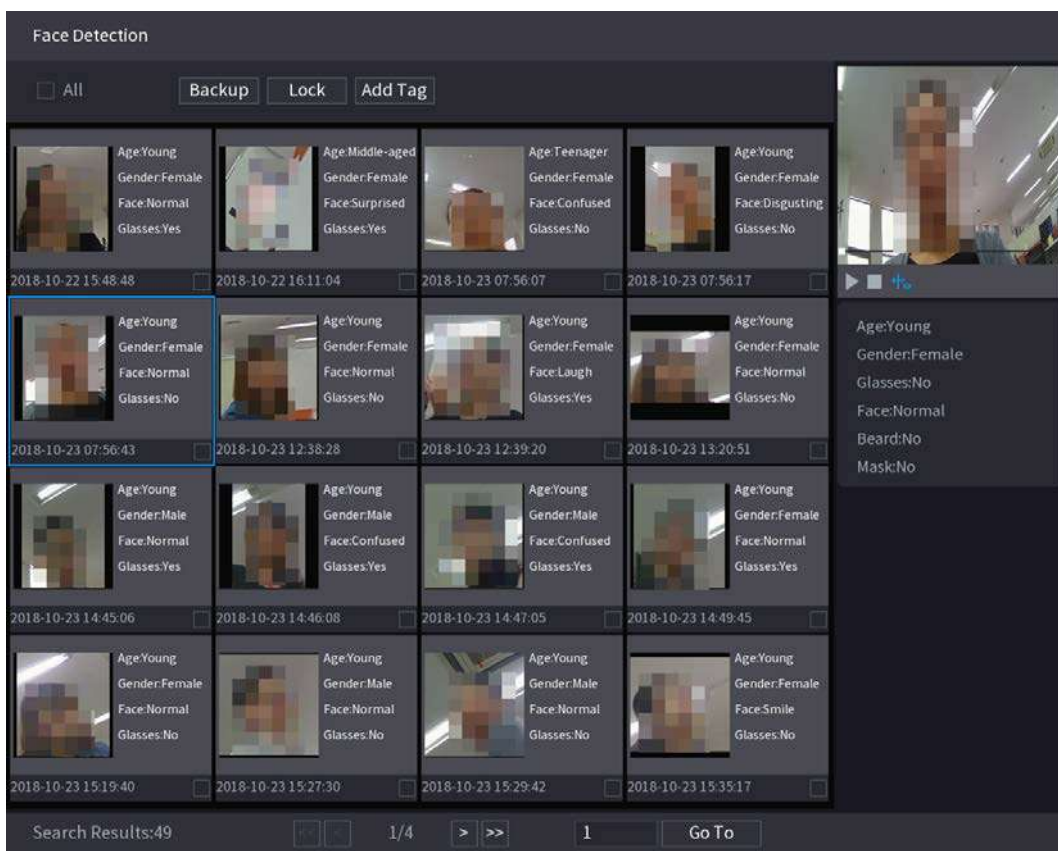 Face Detection
All
Backup
Lock
Add Tag
Age:Young
Gender:Female
Face:Normal
Glasses:Yes
2018-10-22 15:48:48
Age:Middle-aged
Gender:Female
Face:Surprised
Glasses:Yes
2018-10-22 16:11:04
Age:Teenager
Gender:Female
Face:Confused
Glasses:No
2018-10-23 07:56:07
Age:Young
Gender:Female
Face:Disgusting
Glasses:No
2018-10-23 07:56:17
Age:Young
Gender:Female
Face:Normal
Glasses:No
2018-10-23 07:56:43
Age:Young
Gender:Female
Face:Normal
Glasses:No
2018-10-23 12:38:28
Age:Young
Gender:Female
Face:Laugh
Glasses:Yes
2018-10-23 12:39:20
Age:Young
Gender:Female
Face:Normal
Glasses:No
2018-10-23 13:20:51
Age:Young
Gender:Male
Face:Normal
Glasses:Yes
2018-10-23 14:45:06
Age:Young
Gender:Male
Face:Confused
Glasses:Yes
2018-10-23 14:46:08
Age:Young
Gender:Male
Face:Confused
Glasses:Yes
2018-10-23 14:47:05
Age:Young
Gender:Female
Face:Normal
Glasses:Yes
2018-10-23 14:49:45
Age:Young
Gender:Female
Face:Normal
Glasses:No
2018-10-23 15:19:40
Age:Young
Gender:Male
Face:Normal
Glasses:No
2018-10-23 15:27:30
Age:Young
Gender:Male
Face:Normal
Glasses:No
2018-10-23 15:29:42
Age:Young
Gender:Female
Face:Smile
Glasses:No
2018-10-23 15:35:17
Age:Young
Gender:Female
Glasses:No
Face:Normal
Beard:No
Mask:No
Search Results:49
<< < 1/4 > >> 1 Go To